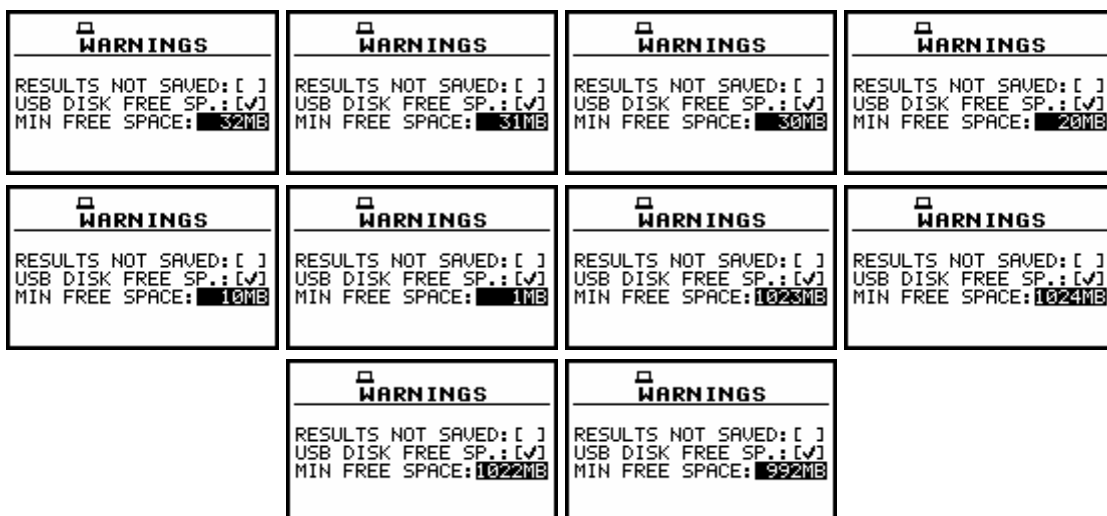 WARNINGS
RESULTS NOT SAVED:[ ]
USB DISK FREE SP.:[✓]
MIN FREE SPACE: 32MB
WARNINGS
RESULTS NOT SAVED:[ ]
USB DISK FREE SP.:[✓]
MIN FREE SPACE: 31MB
WARNINGS
RESULTS NOT SAVED:[ ]
USB DISK FREE SP.:[✓]
MIN FREE SPACE: 30MB
WARNINGS
RESULTS NOT SAVED:[ ]
USB DISK FREE SP.:[✓]
MIN FREE SPACE: 20MB
WARNINGS
RESULTS NOT SAVED:[ ]
USB DISK FREE SP.:[✓]
MIN FREE SPACE: 10MB
WARNINGS
RESULTS NOT SAVED:[ ]
USB DISK FREE SP.:[✓]
MIN FREE SPACE: 1MB
WARNINGS
RESULTS NOT SAVED:[ ]
USB DISK FREE SP.:[✓]
MIN FREE SPACE:1023MB
WARNINGS
RESULTS NOT SAVED:[ ]
USB DISK FREE SP.:[✓]
MIN FREE SPACE:1024MB
WARNINGS
RESULTS NOT SAVED:[ ]
USB DISK FREE SP.:[✓]
MIN FREE SPACE:1022MB
WARNINGS
RESULTS NOT SAVED:[ ]
USB DISK FREE SP.:[✓]
MIN FREE SPACE: 992MB